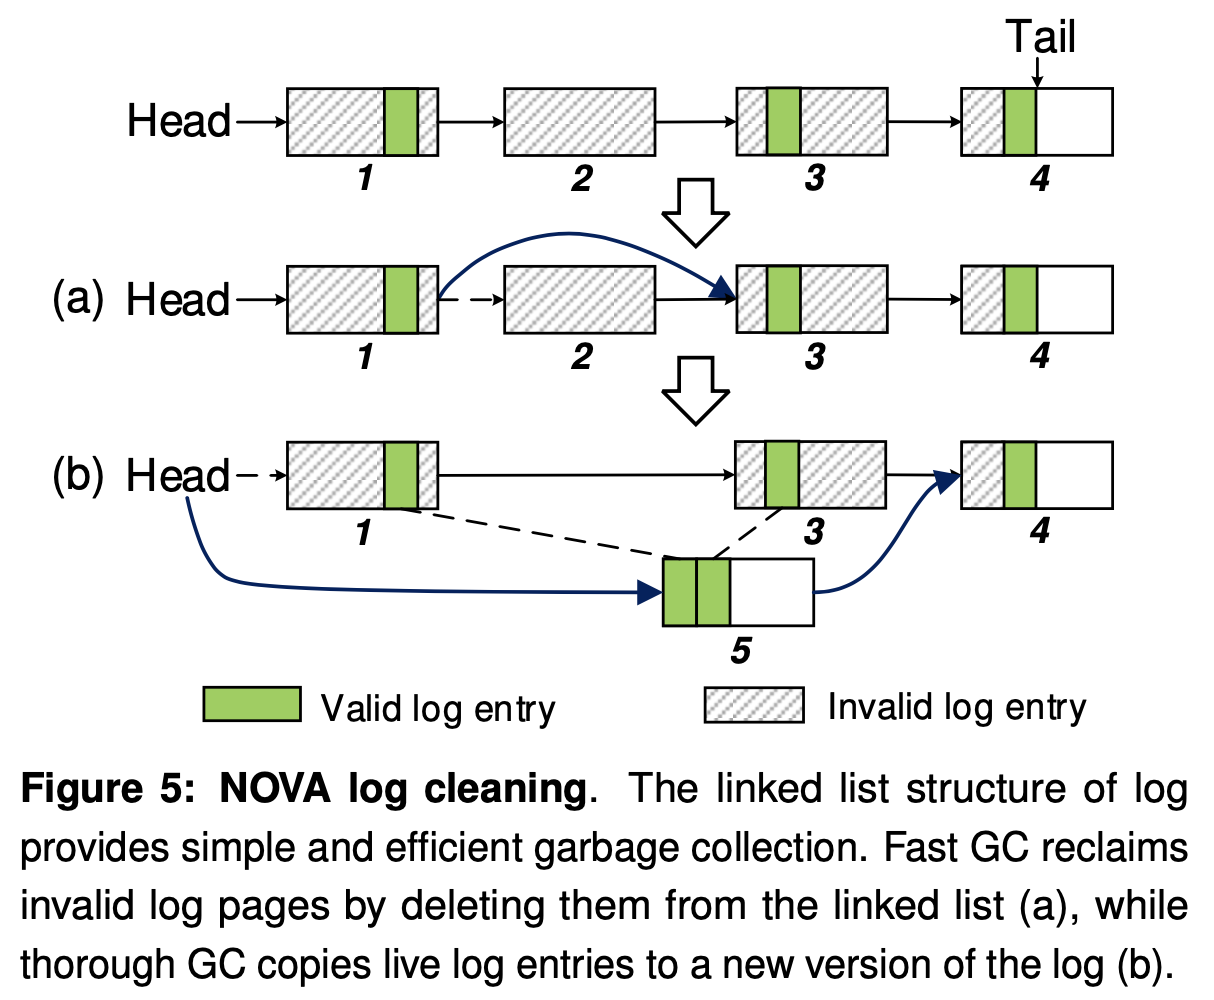 Tail
Head
1 2 3 4
(a) Head
1 2 3 4
(b) Head
1 3 4
5
Valid log entry Invalid log entry
Figure 5: NOVA log cleaning. The linked list structure of log
provides simple and efficient garbage collection. Fast GC reclaims
invalid log pages by deleting them from the linked list (a), while
thorough GC copies live log entries to a new version of the log (b).